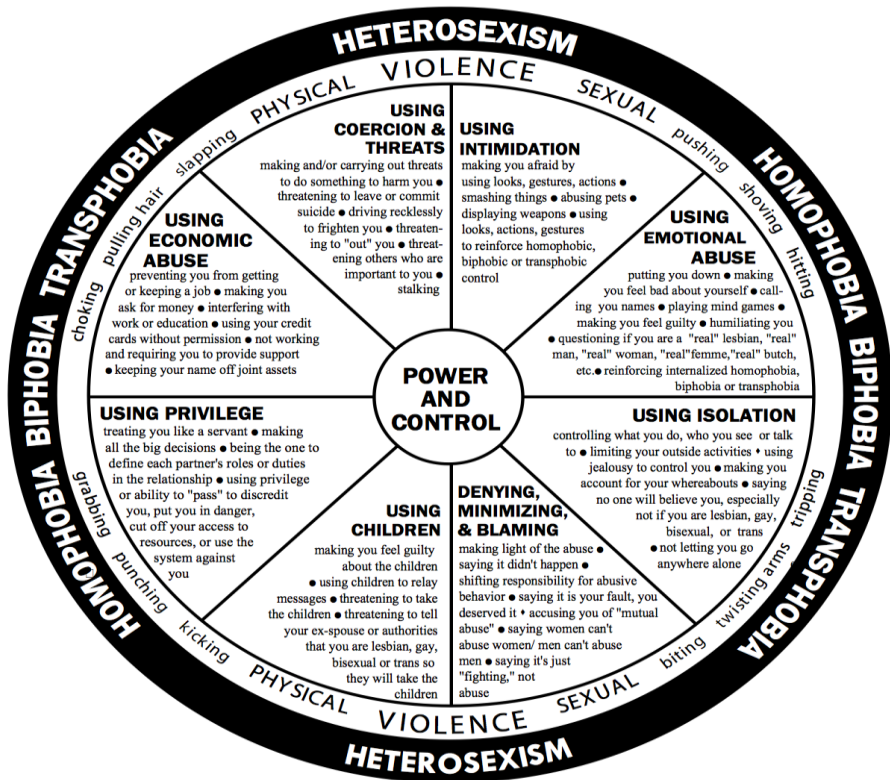 HETEROSEXISM
PHYSICAL VIOLENCE SEXUAL
pushing
shoving
hitting
HOMOPHOBIA BIPHOBIA TRANSPHOBIA
tripping
twisting arms
biting
HOMOPHOBIA BIPHOBIA TRANSPHOBIA
choking
pulling hair
slapping
USING
COERCION &
THREATS
making and/or carrying out threats
to do something to harm you ●
threatening to leave or commit
suicide ● driving recklessly
to frighten you ● threaten-
ing to "out" you ● threat-
ening others who are
important to you ●
stalking
USING
INTIMIDATION
making you afraid by
using looks, gestures, actions ●
smashing things ● abusing pets ●
displaying weapons ● using
looks, actions, gestures
to reinforce homophobic,
biphobic or transphobic
control
USING
ECONOMIC
ABUSE
preventing you from getting
or keeping a job ● making you
ask for money ● interfering with
work or education ● using your credit
cards without permission ● not working
and requiring you to provide support
● keeping your name off joint assets
USING
EMOTIONAL
ABUSE
putting you down ● making
you feel bad about yourself ● call-
ing you names ● playing mind games ●
making you feel guilty ● humiliating you
● questioning if you are a "real" lesbian, "real"
man, "real" woman, "real"femme,"real" butch,
etc.● reinforcing internalized homophobia,
biphobia or transphobia
POWER
AND
CONTROL
USING PRIVILEGE
treating you like a servant ● making
all the big decisions ● being the one to
define each partner's roles or duties
in the relationship ● using privilege
or ability to "pass" to discredit
you, put you in danger,
cut off your access to
resources, or use the
system against
you
USING ISOLATION
controlling what you do, who you see or talk
to ● limiting your outside activities ♦ using
jealousy to control you ● making you
account for your whereabouts ● saying
no one will believe you, especially
not if you are lesbian, gay,
bisexual, or trans
● not letting you go
anywhere alone
USING
CHILDREN
making you feel guilty
about the children
● using children to relay
messages ● threatening to take
the children ● threatening to tell
your ex-spouse or authorities
that you are lesbian, gay,
bisexual or trans so
they will take the
children
DENYING,
MINIMIZING,
& BLAMING
making light of the abuse ●
saying it didn't happen ●
shifting responsibility for abusive
behavior ● saying it is your fault, you
deserved it ♦ accusing you of "mutual
abuse" ● saying women can't
abuse women/ men can't abuse
men ● saying it's just
"fighting," not
abuse
grabbing
punching
kicking
PHYSICAL VIOLENCE SEXUAL
HETEROSEXISM